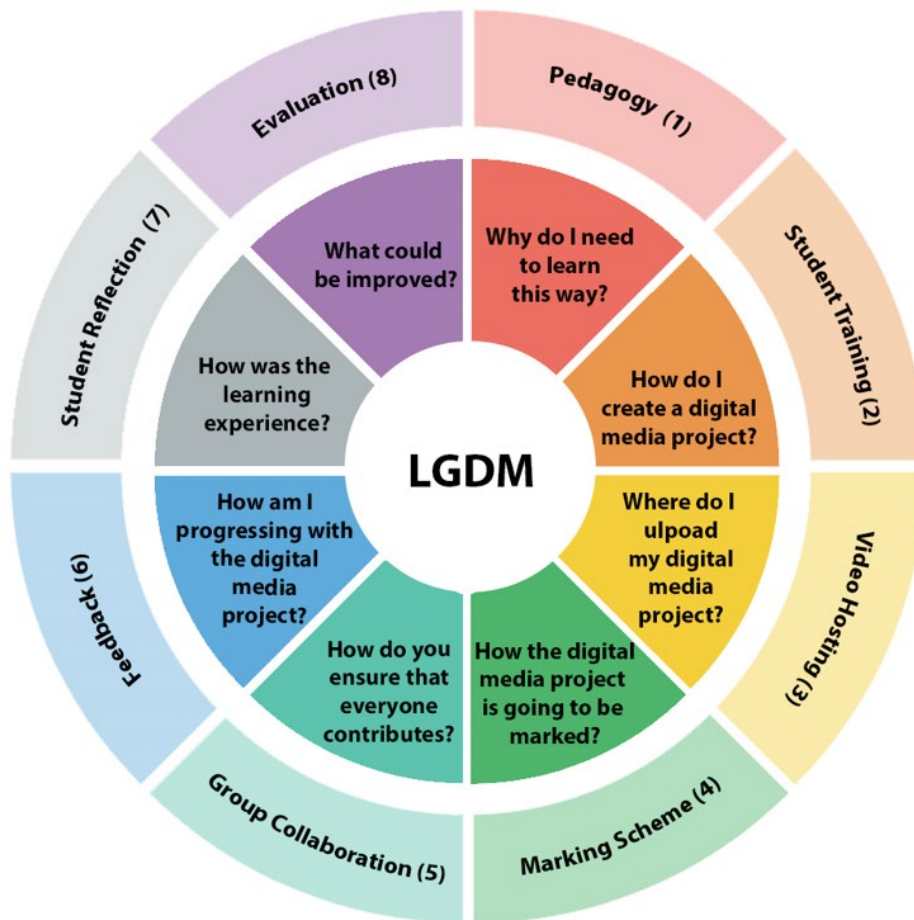 Pedagogy (1)
Why do I need
to learn
this way?
Student Training (2)
How do I
create a digital
media project?
Video Hosting (3)
Where do I
ulpoad
my digital
media
project?
Marking Scheme (4)
How the digital
media project
is going to be
marked?
Group Collaboration (5)
How do you
ensure that
everyone
contributes?
Feedback (6)
How am I
progressing with
the digital
media
project?
Student Reflection (7)
How was the
learning
experience?
Evaluation (8)
What could
be improved?
LGDM